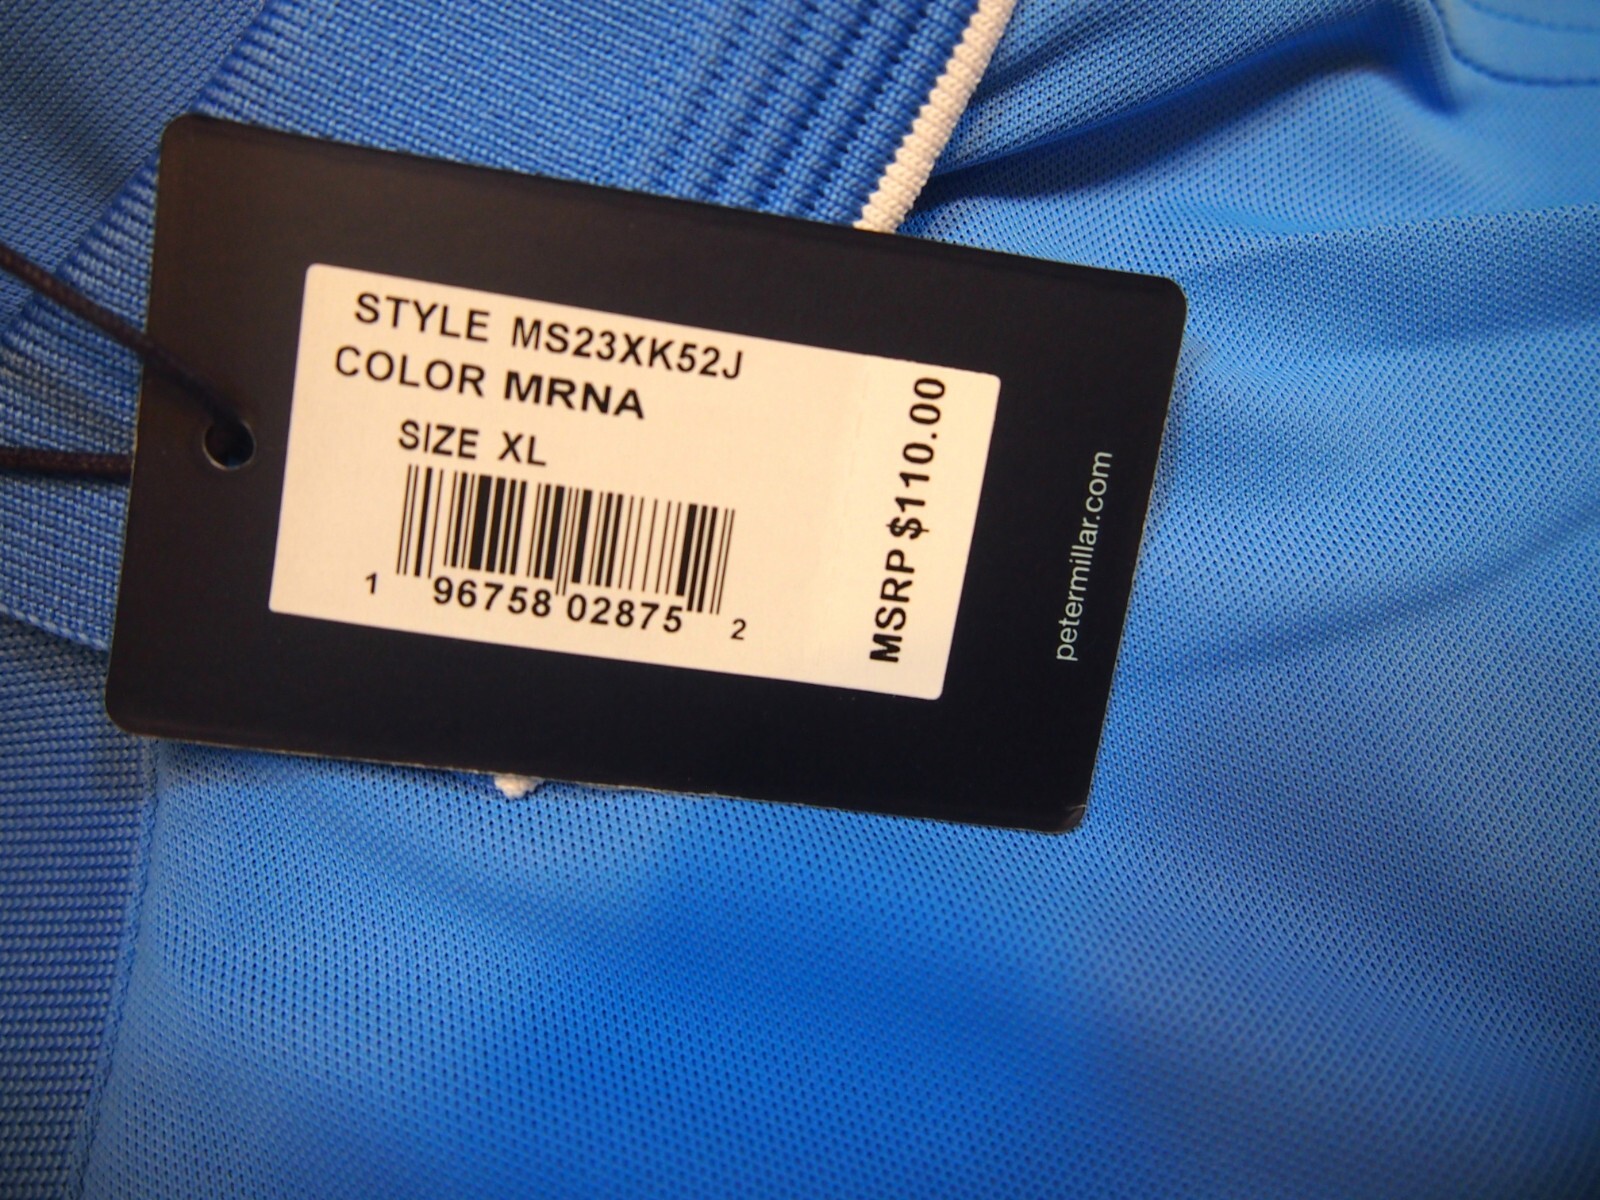 STYLE MS23XK52J
COLOR MRNA
SIZE XL
1 96758 02875 2
MSRP $110.00
petermillar.com